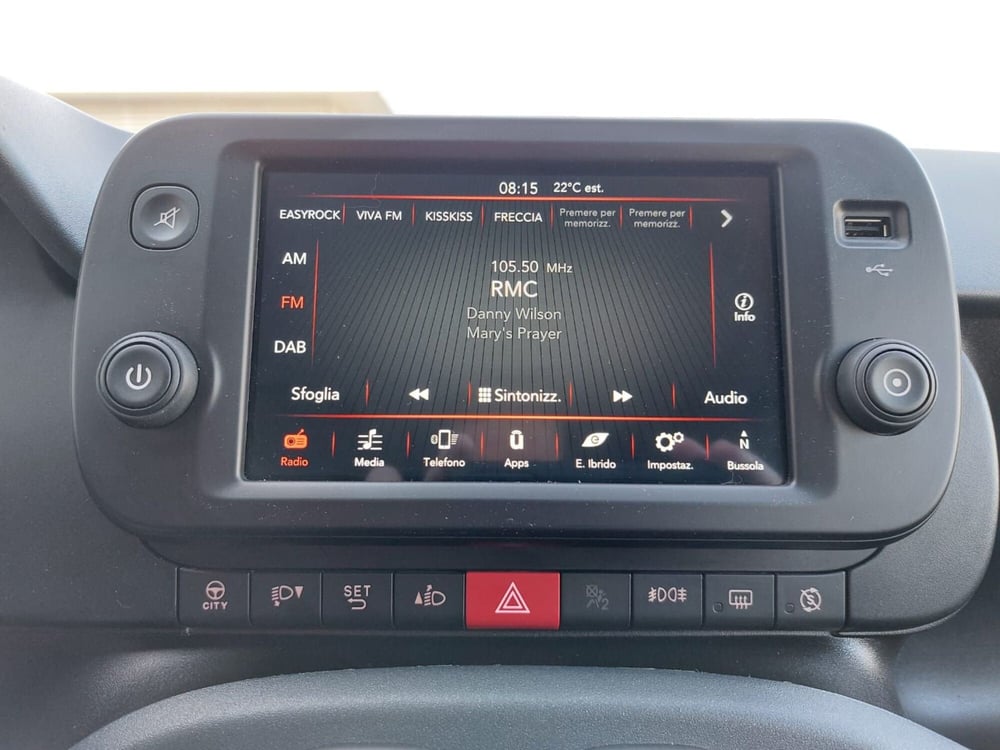 08:15 22°C est.
EASYROCK VIVA FM KISSKISS FRECCIA Premere per memorizz. Premere per memorizz.
AM
105.50 MHz
FM
RMC
Info
Danny Wilson
Mary's Prayer
DAB
Sfoglia Sintonizz. Audio
N
Radio Media Telefono Apps E. Ibrido Impostaz. Bussola
CITY SET 2